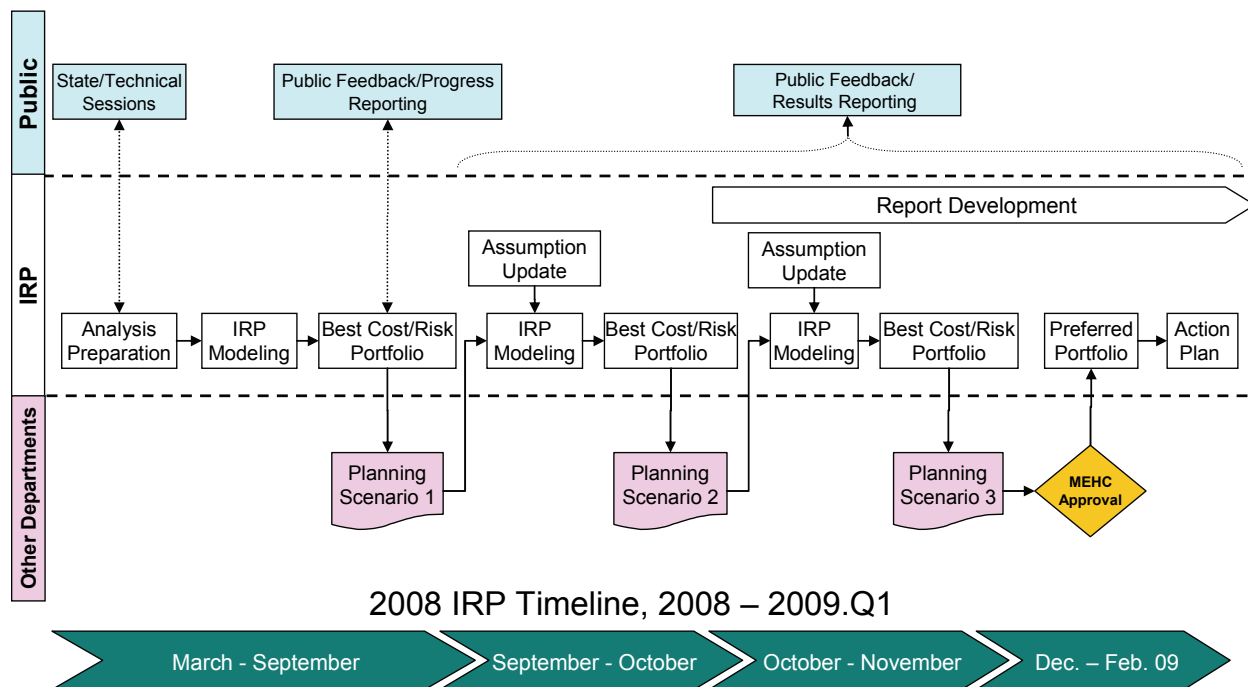 Public
State/Technical
Sessions
Public Feedback/Progress
Reporting
Public Feedback/
Results Reporting
IRP
Report Development
Assumption
Update
Assumption
Update
Analysis
Preparation
IRP
Modeling
Best Cost/Risk
Portfolio
IRP
Modeling
Best Cost/Risk
Portfolio
IRP
Modeling
Best Cost/Risk
Portfolio
Preferred
Portfolio
Action
Plan
Other Departments
Planning
Scenario 1
Planning
Scenario 2
Planning
Scenario 3
MEHC
Approval
2008 IRP Timeline, 2008 – 2009.Q1
March - September
September - October
October - November
Dec. – Feb. 09